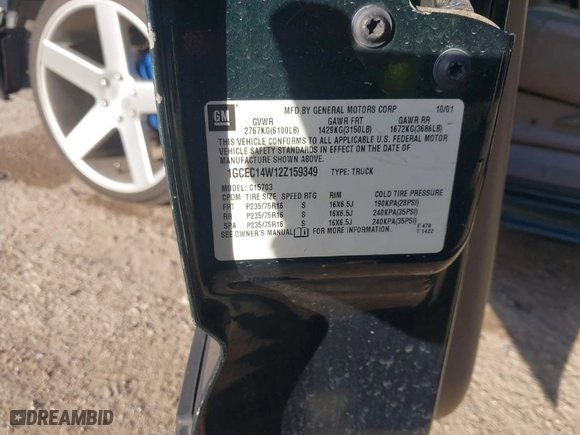 GM
MFD BY GENERAL MOTORS CORP 10/01
GVWR GAWR FRT GAWR RR
2767KG(6100LB) 1429KG(3150LB) 1672KG(3686LB)
THIS VEHICLE CONFORMS TO ALL APPLICABLE U.S. FEDERAL MOTOR
VEHICLE SAFETY STANDARDS IN EFFECT ON THE DATE OF
MANUFACTURE SHOWN ABOVE.
1GCEC14W12Z159349 TYPE: TRUCK
MODEL: C15703
CPDM TIRE SIZE SPEED RTG RIM COLD TIRE PRESSURE
FRT P235/75R16 S 16X6.5J 190KPA(28PSI)
RR P235/75R16 S 16X6.5J 240KPA(35PSI)
SPA P235/75R16 S 16X6.5J 240KPA(35PSI)
SEE OWNER'S MANUAL FOR MORE INFORMATION.
F 478
T 1422
DREAMBID